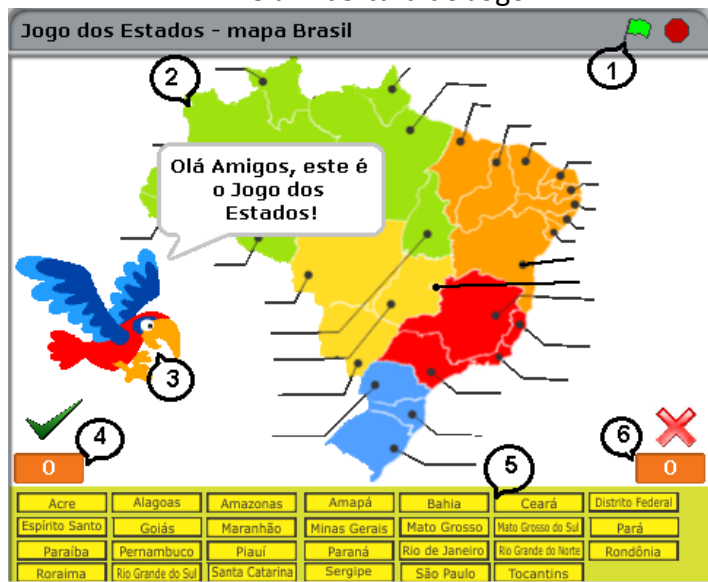 Jogo dos Estados - mapa Brasil
1
2
Olá Amigos, este é
o Jogo dos
Estados!
3
4
6
0
5
0
Acre Alagoas Amazonas Amapá Bahia Ceará Distrito Federal
Espírito Santo Goiás Maranhão Minas Gerais Mato Grosso Mato Grosso do Sul Pará
Paraíba Pernambuco Piauí Paraná Rio de Janeiro Rio Grande do Norte Rondônia
Roraima Rio Grande do Sul Santa Catarina Sergipe São Paulo Tocantins